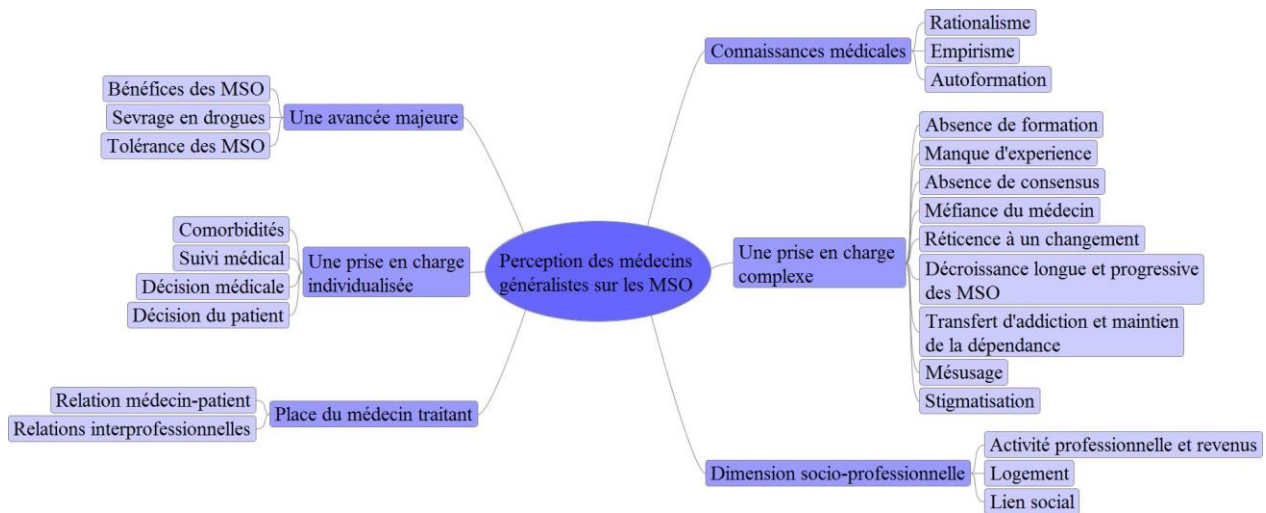 Perception des médecins
généralistes sur les MSO
Une avancée majeure
Bénéfices des MSO
Sevrage en drogues
Tolérance des MSO
Une prise en charge
individualisée
Comorbidités
Suivi médical
Décision médicale
Décision du patient
Place du médecin traitant
Relation médecin-patient
Relations interprofessionnelles
Connaissances médicales
Rationalisme
Empirisme
Autoformation
Une prise en charge
complexe
Absence de formation
Manque d'experience
Absence de consensus
Méfiance du médecin
Réticence à un changement
Décroissance longue et progressive
des MSO
Transfert d'addiction et maintien
de la dépendance
Mésusage
Stigmatisation
Dimension socio-professionnelle
Activité professionnelle et revenus
Logement
Lien social